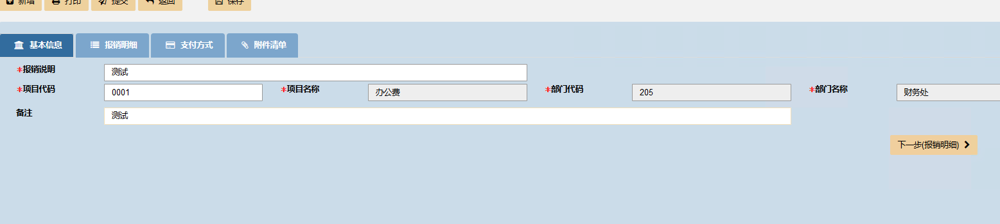 新增 打印 提交 返回 保存
基本信息 报销明细 支付方式 附件清单
*报销说明 测试
*项目代码 0001 *项目名称 办公费 *部门代码 205 *部门名称 财务处
备注 测试
下一步(报销明细)